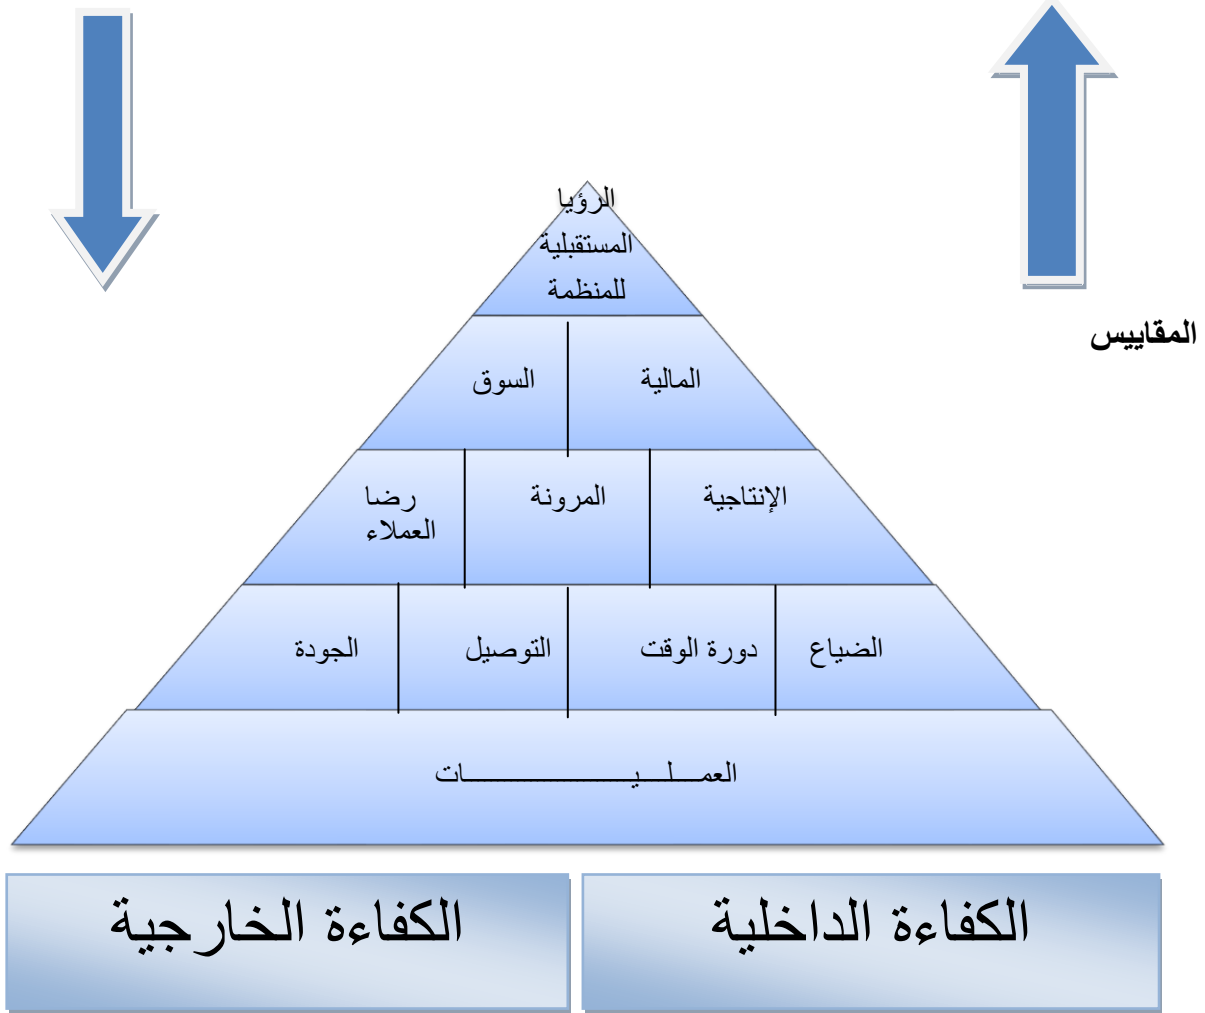 الرؤيا
المستقبلية
للمنظمة
المقاييس
المالية
السوق
الإنتاجية
المرونة
رضا
العملاء
الضياع
دورة الوقت
التوصيل
الجودة
العمـــلـــيـــــــــــــــــات
الكفاءة الداخلية
الكفاءة الخارجية